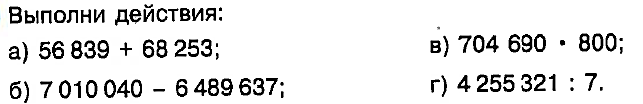 Выполни действия:
а) 56 839 + 68 253;
в) 704 690 · 800;
б) 7 010 040 – 6 489 637;
г) 4 255 321 : 7.